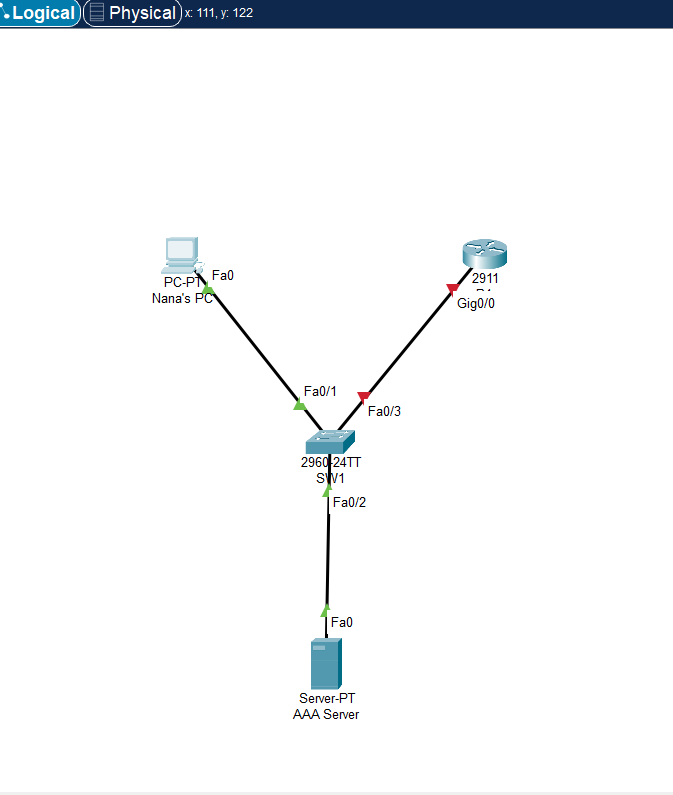 Logical Physical x: 111, y: 122
Fa0
PC-PT
Nana's PC
2911
Gig0/0
Fa0/1
Fa0/3
2960-24TT
SW1
Fa0/2
Fa0
Server-PT
AAA Server